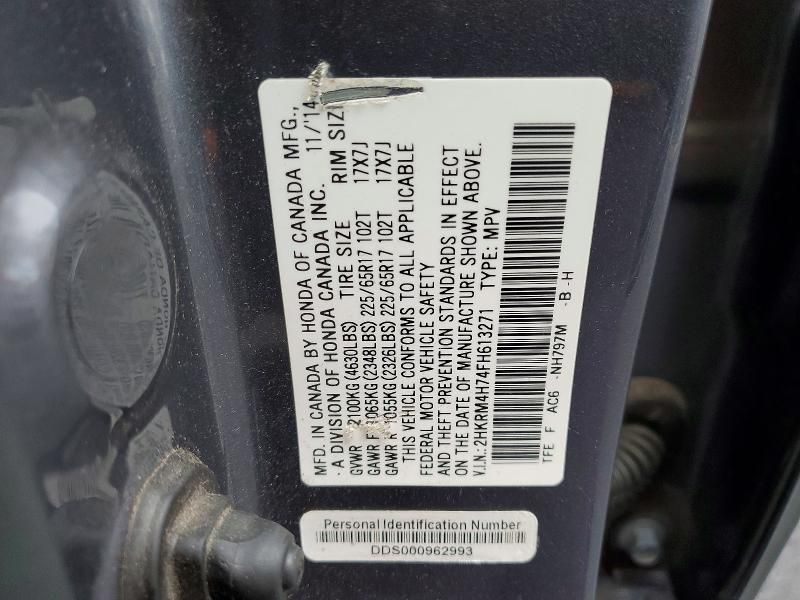 MFD. IN CANADA BY HONDA OF CANADA MFG.,
· A DIVISION OF HONDA CANADA INC. 11/'14
GVWR 2100KG (4630LBS) TIRE SIZE RIM SIZ
GAWR F 1065KG (2348LBS) 225/65R17 102T 17X7J
GAWR R 1055KG (2326LBS) 225/65R17 102T 17X7J
THIS VEHICLE CONFORMS TO ALL APPLICABLE
FEDERAL MOTOR VEHICLE SAFETY
AND THEFT PREVENTION STANDARDS IN EFFECT
ON THE DATE OF MANUFACTURE SHOWN ABOVE.
V.I.N.: 2HKRM4H74FH613271 TYPE: MPV
TFE F AC6 -NH797M -B -H
Personal Identification Number
DDS000962993